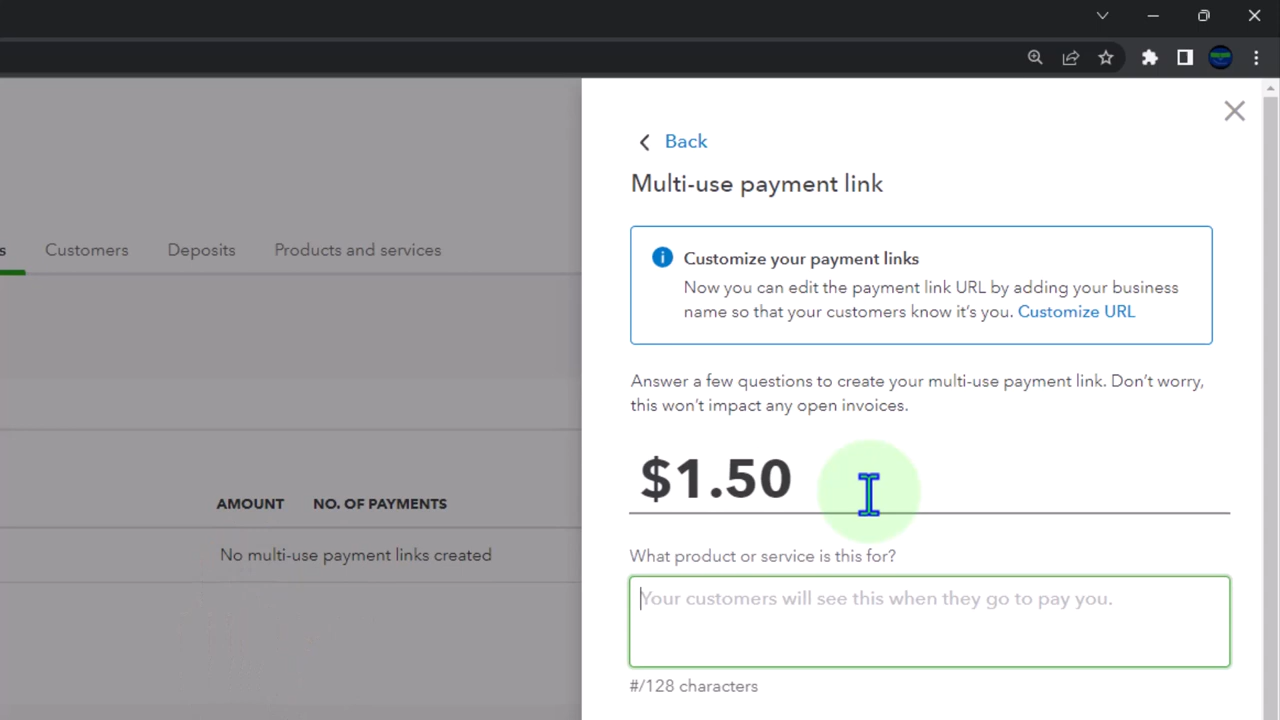 Back
Multi-use payment link
Customize your payment links
Now you can edit the payment link URL by adding your business
name so that your customers know it's you. Customize URL
s
Customers
Deposits
Products and services
Answer a few questions to create your multi-use payment link. Don't worry,
this won't impact any open invoices.
$1.50
AMOUNT
NO. OF PAYMENTS
No multi-use payment links created
What product or service is this for?
Your customers will see this when they go to pay you.
#/128 characters